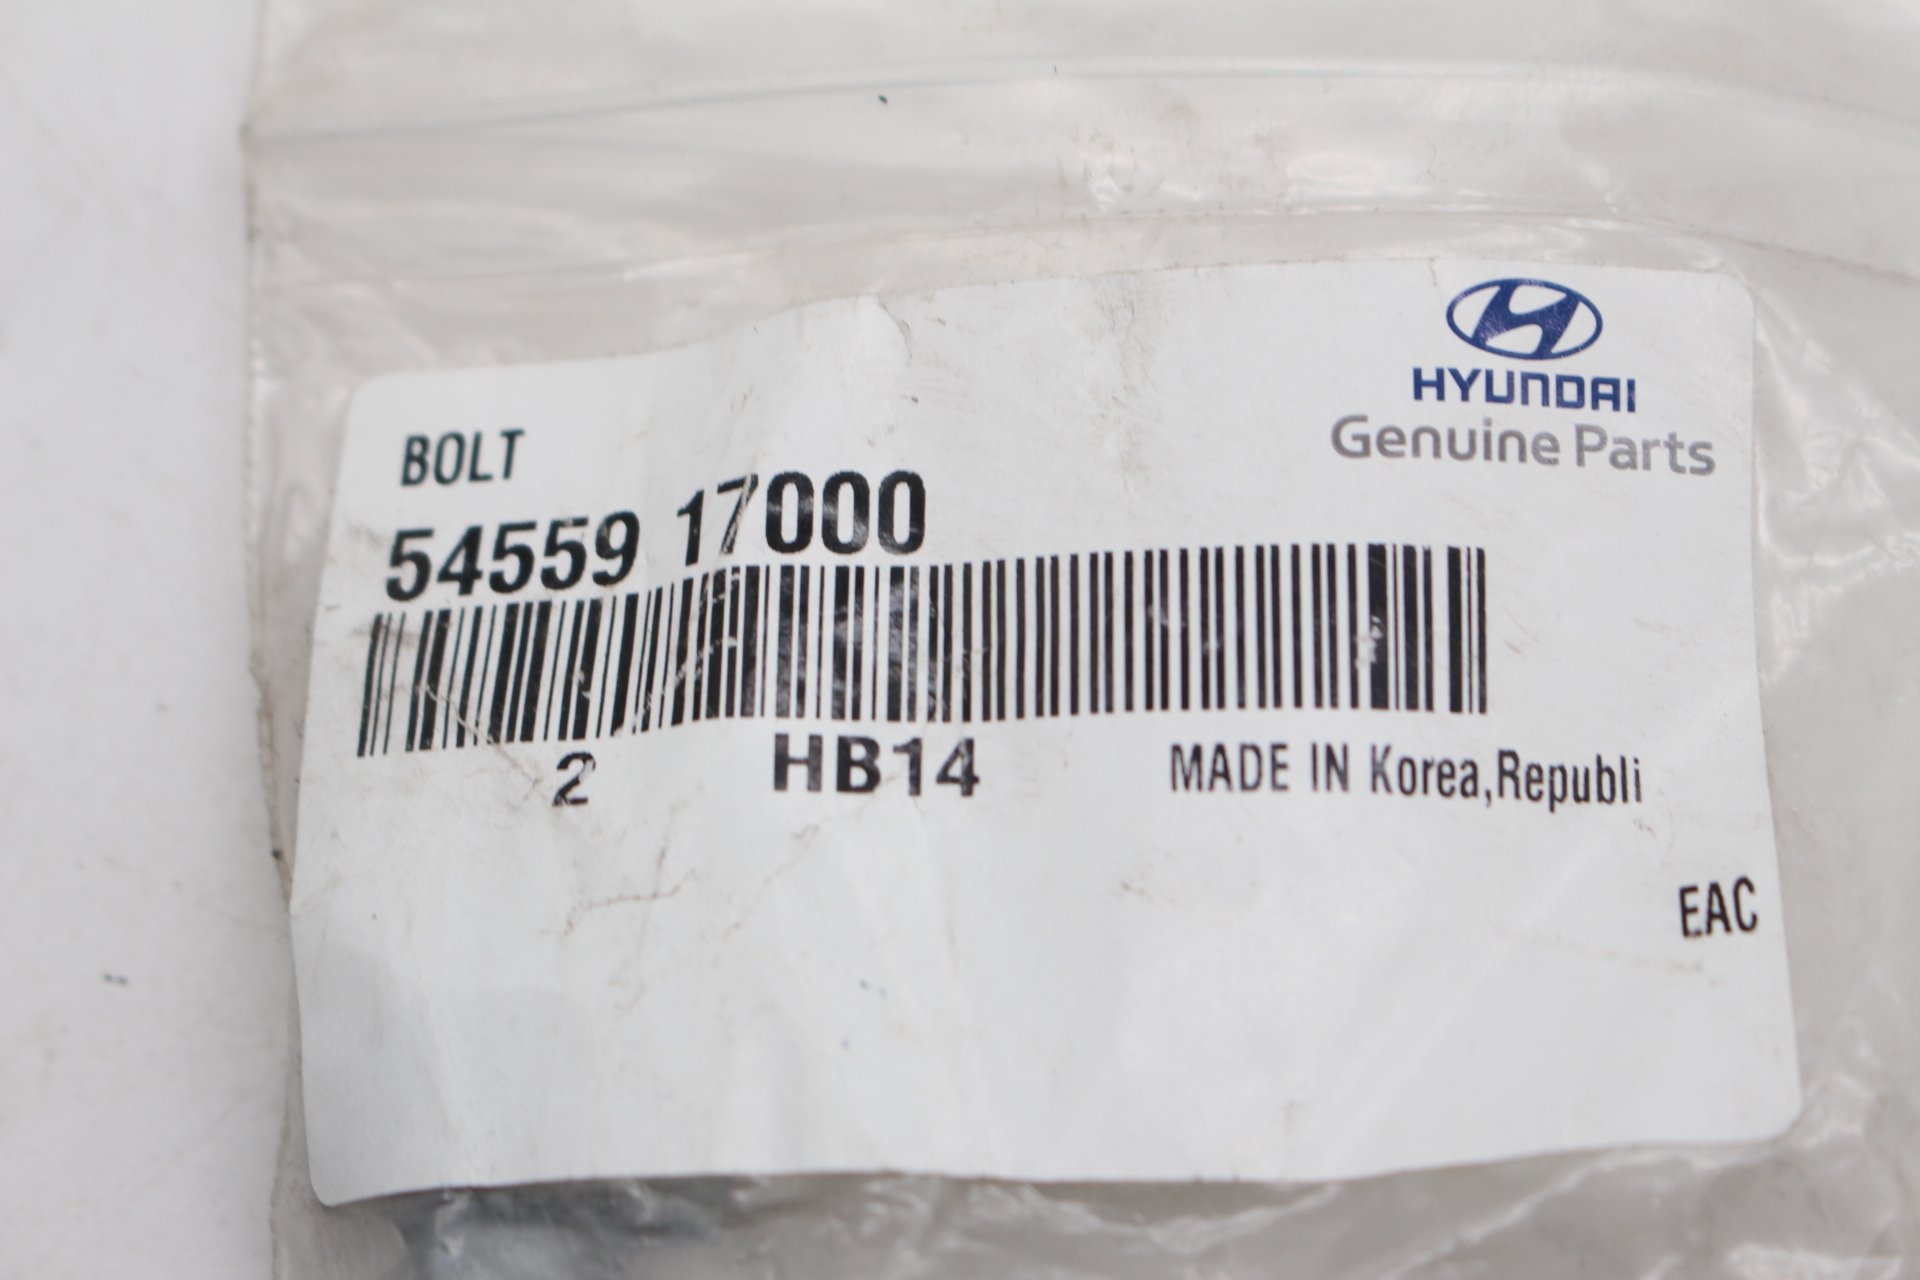 HYUNDAI
Genuine Parts
BOLT
54559 17000
2 HB14 MADE IN Korea,Republi
EAC